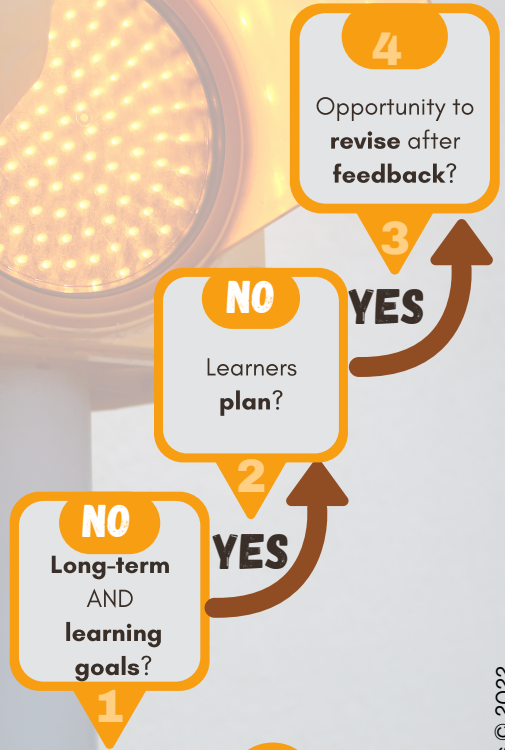 4
Opportunity to
revise after
feedback?
3
YES
NO
Learners
plan?
2
YES
NO
Long-term
AND
learning
goals?
1
© 2022